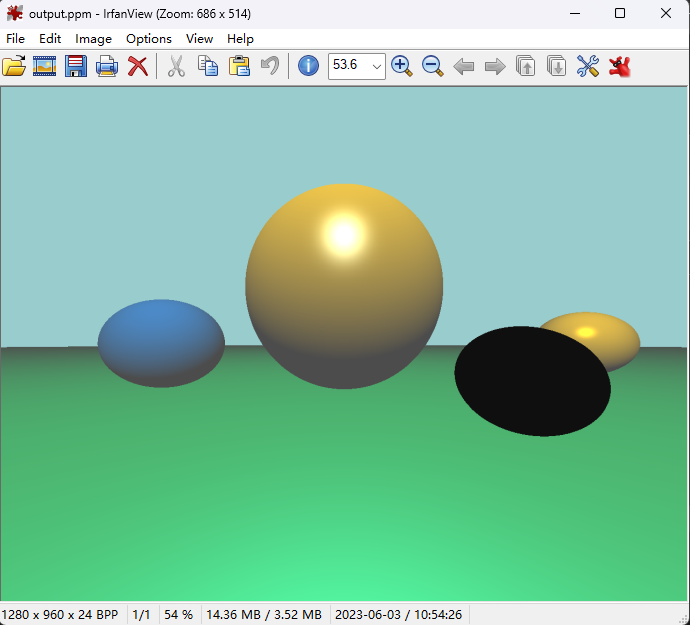 output.ppm - IrfanView (Zoom: 686 x 514)
File Edit Image Options View Help
53.6
1280 x 960 x 24 BPP 1/1 54 % 14.36 MB / 3.52 MB 2023-06-03 / 10:54:26